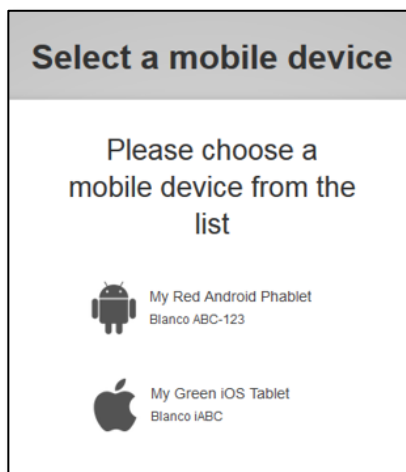 Select a mobile device
Please choose a
mobile device from the
list
My Red Android Phablet
Blanco ABC-123
My Green iOS Tablet
Blanco iABC